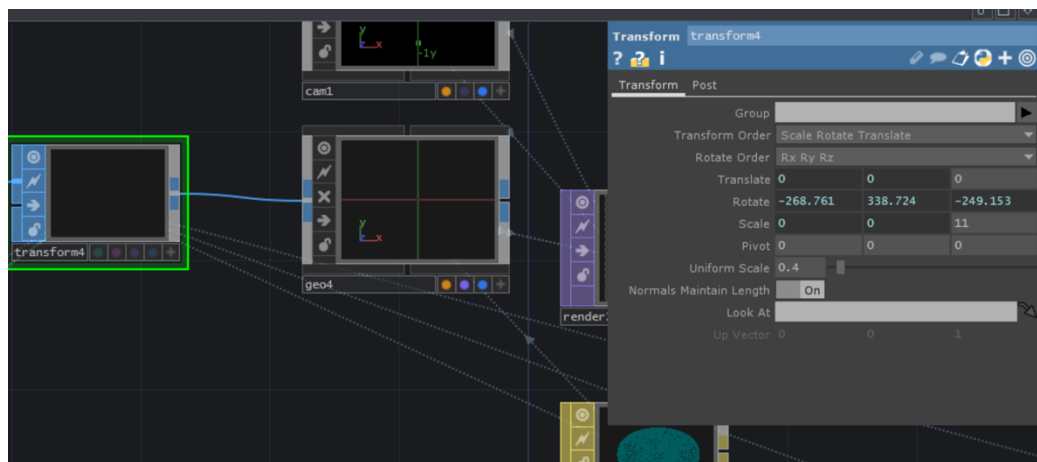 Transform transform4
? ? i
Transform Post
Group
Transform Order Scale Rotate Translate
Rotate Order Rx Ry Rz
Translate 0 0 0
Rotate -268.761 338.724 -249.153
Scale 0 0 11
Pivot 0 0 0
Uniform Scale 0.4
Normals Maintain Length On
Look At
Up Vector 0 0 1
y
x
-1y
cam1
y
x
transform4
geo4